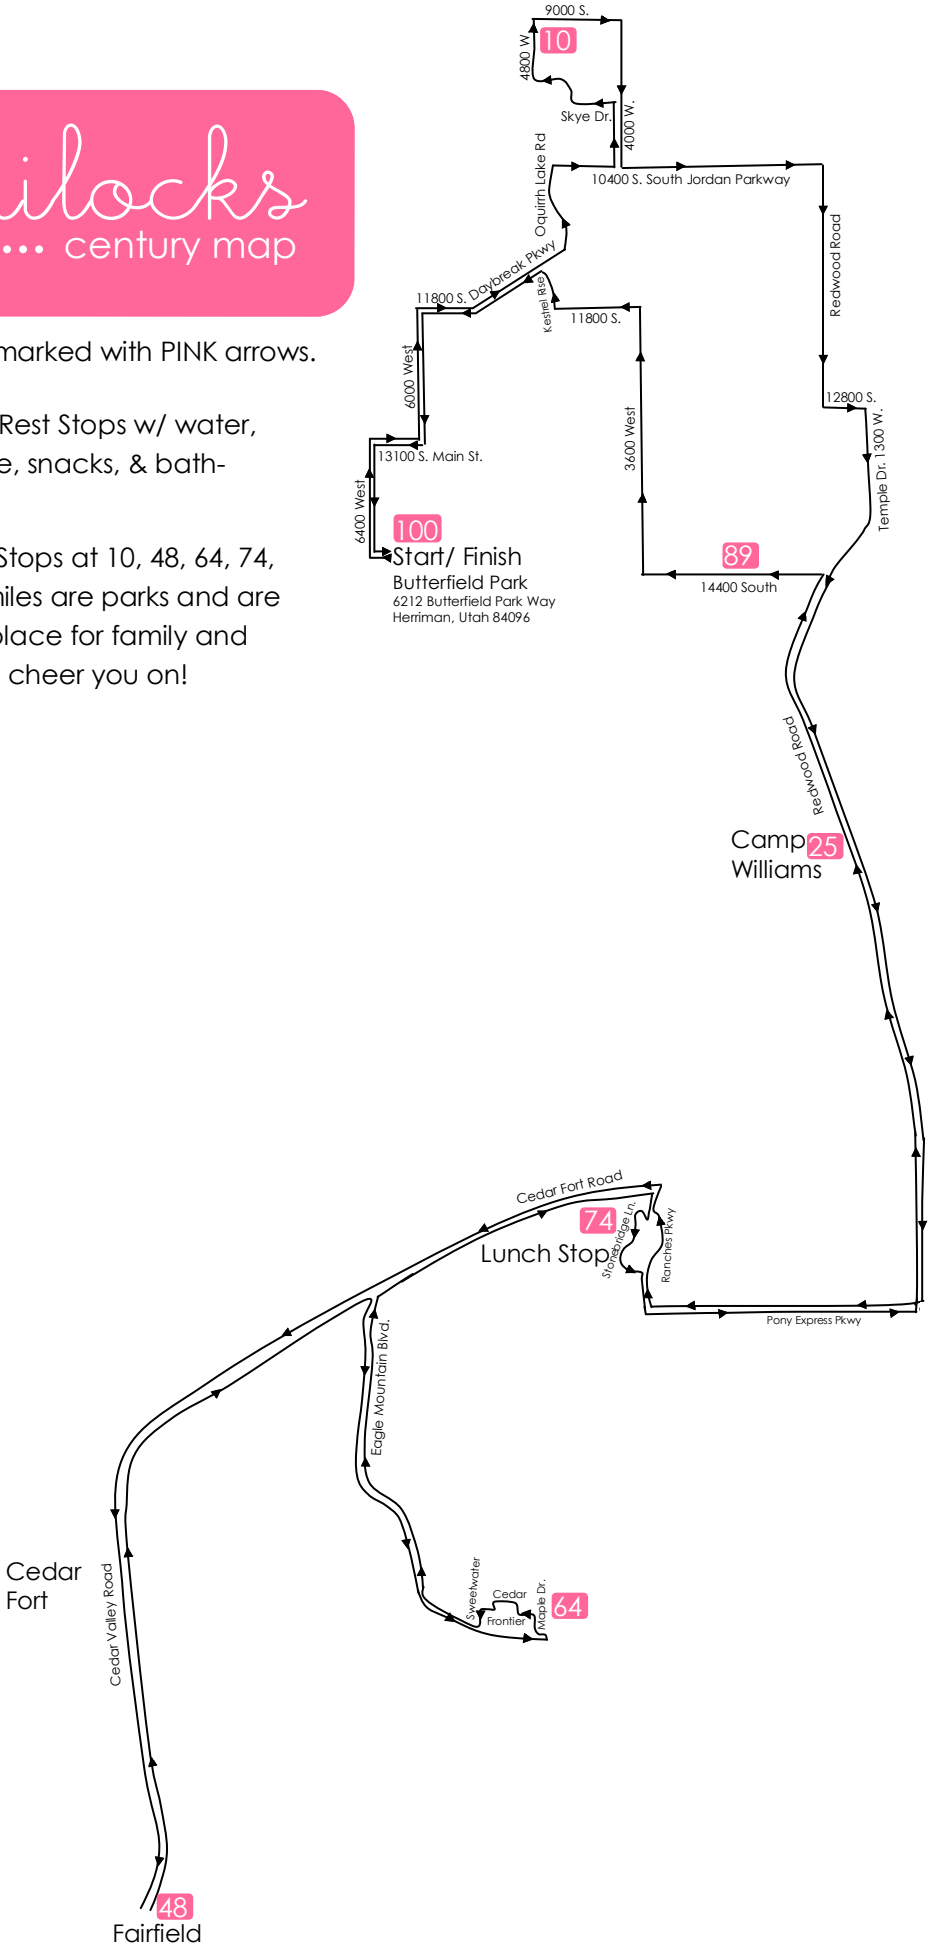 ilocks
••• century map
marked with PINK arrows.
Rest Stops w/ water,
e, snacks, & bath-
Stops at 10, 48, 64, 74,
niles are parks and are
place for family and
cheer you on!
9000 S.
10
4800 W
Skye Dr.
4000 W.
Oquirrh Lake Rd
10400 S. South Jordan Parkway
Redwood Road
11800 S.
Daybreak Pkwy
Kestrel Rise
11800 S.
6000 West
3600 West
12800 S.
Temple Dr. 1300 W.
13100 S. Main St.
6400 West
100
Start/ Finish
Butterfield Park
6212 Butterfield Park Way
Herriman, Utah 84096
89
14400 South
Redwood Road
Camp
Williams
25
Cedar Fort Road
74
Lunch Stop
Stonebridge Ln.
Ranches Pkwy
Pony Express Pkwy
Eagle Mountain Blvd.
Cedar
Fort
Cedar Valley Road
Sweetwater
Cedar
Frontier
Maple Dr.
64
48
Fairfield